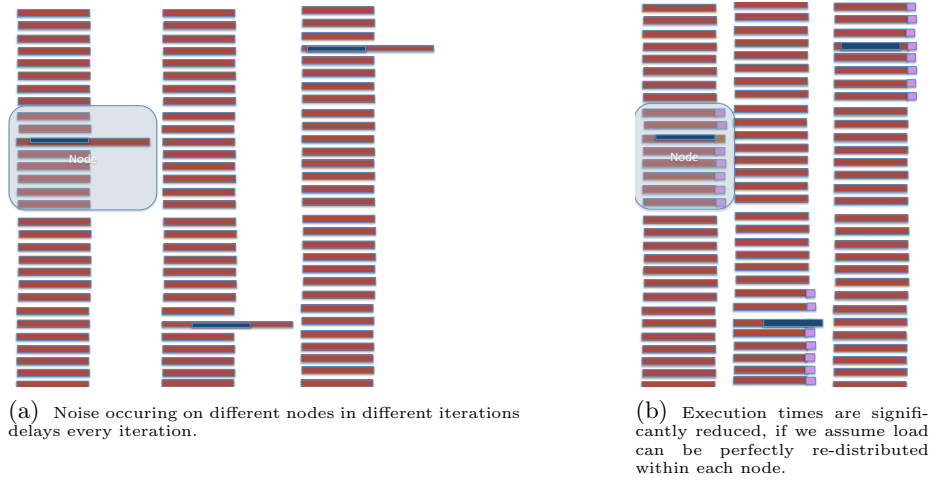 Node
Node
(a) Noise occuring on different nodes in different iterations
delays every iteration.
(b) Execution times are signifi-
cantly reduced, if we assume load
can be perfectly re-distributed
within each node.